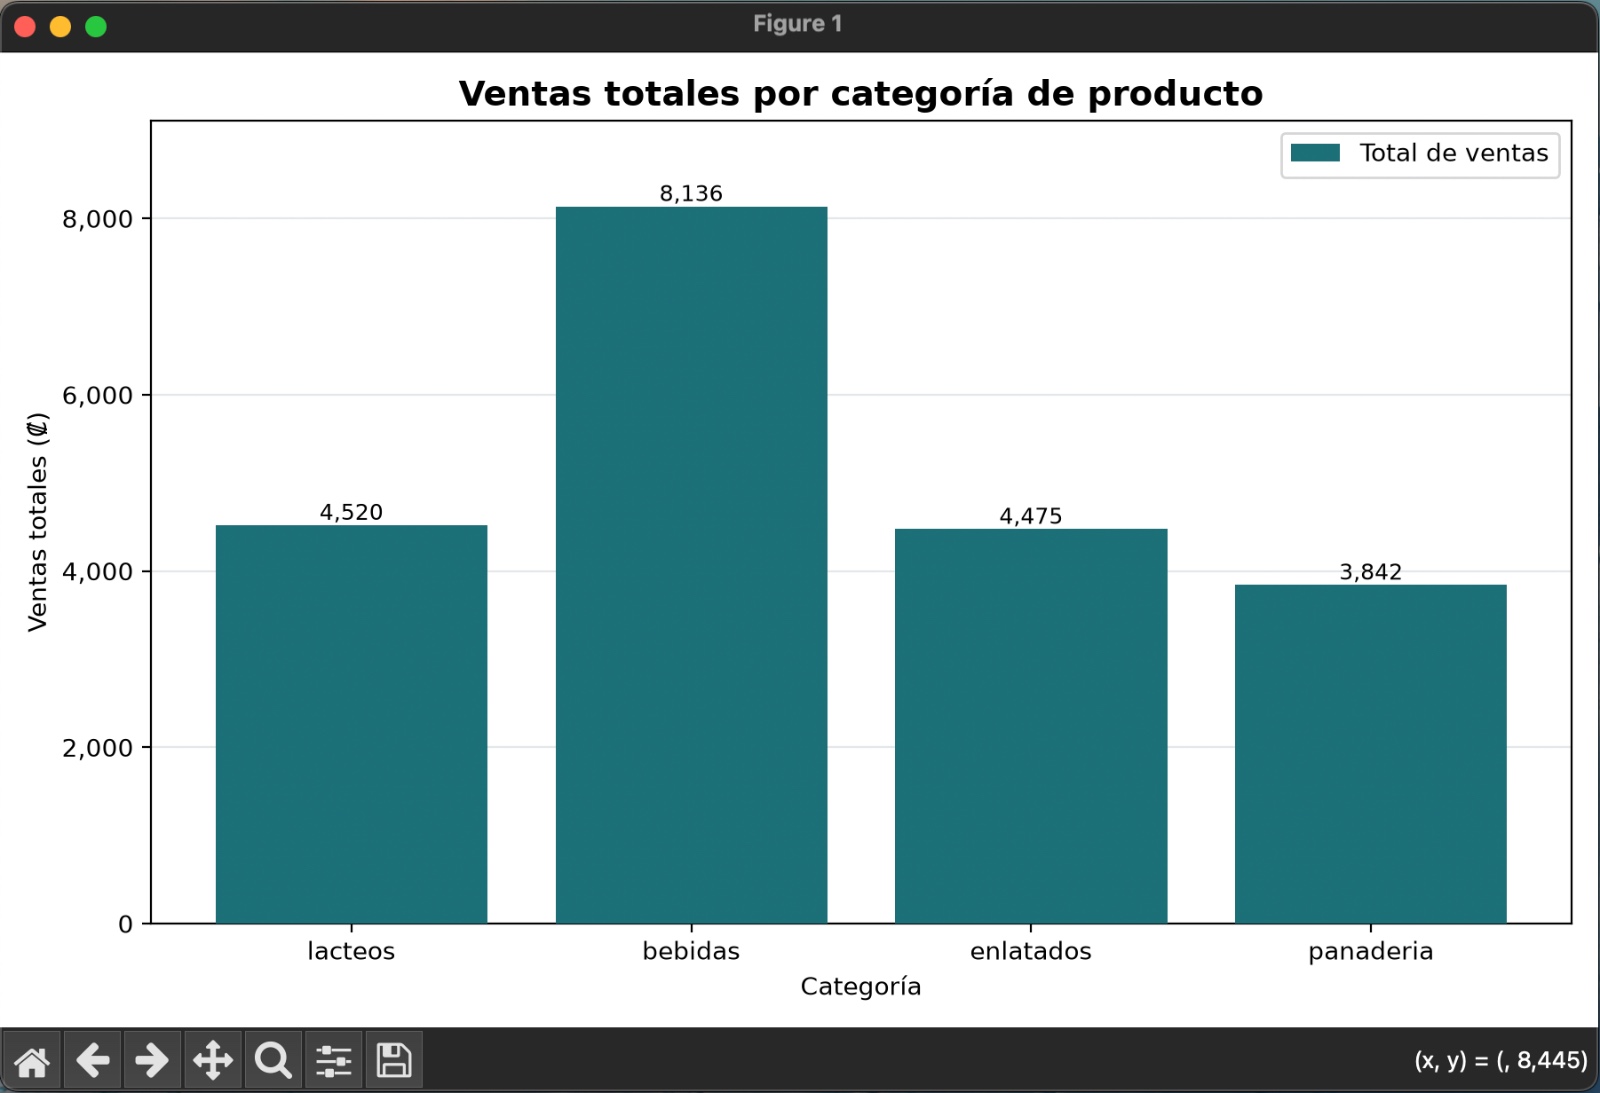 Figure 1
Ventas totales por categoría de producto
Total de ventas
Ventas totales (₡)
8,000
6,000
4,000
2,000
0
4,520
8,136
4,475
3,842
lacteos
bebidas
enlatados
panaderia
Categoría
(x, y) = (, 8,445)